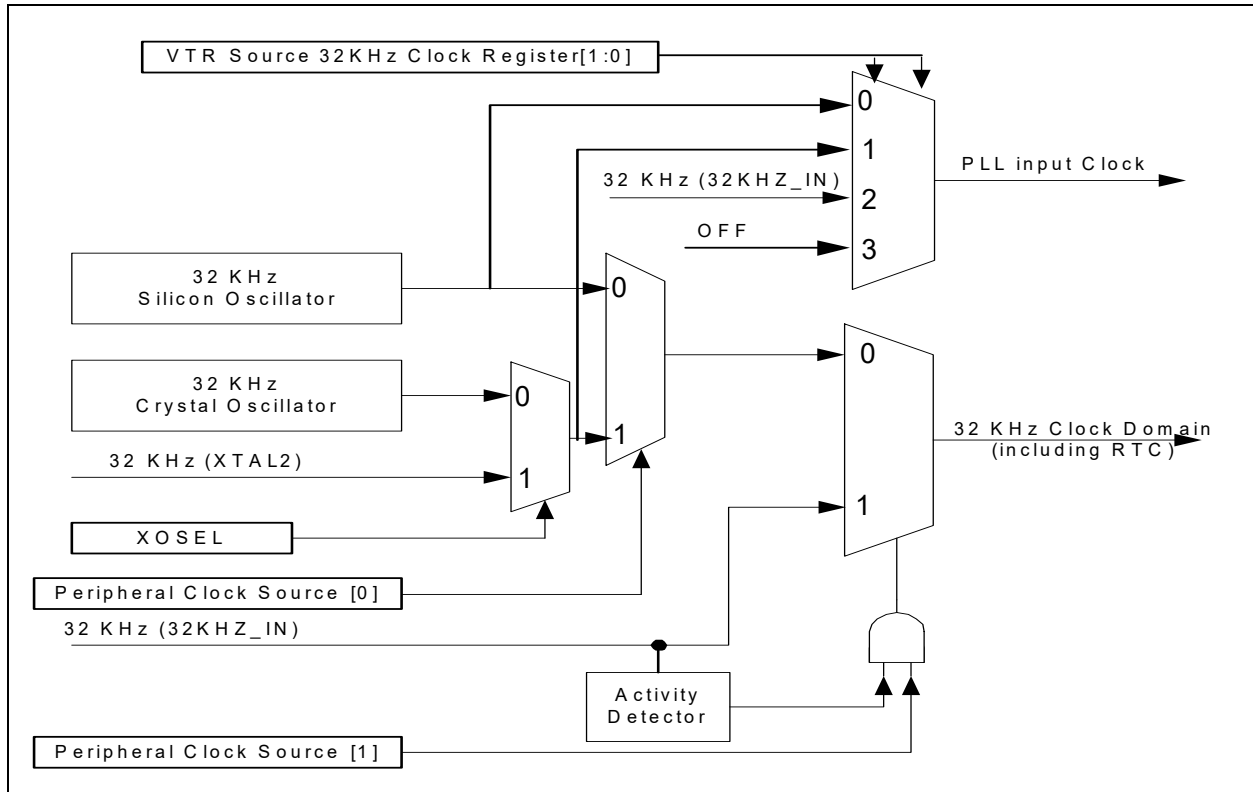 VTR Source 32KHz Clock Register[1:0]
0
1
PLL input Clock
32 KHz (32KHZ_IN)
2
OFF
3
32 KHz
Silicon Oscillator
0
0
32 KHz
Crystal Oscillator
0
1
32 KHz Clock Domain
(including RTC)
32 KHz (XTAL2)
1
1
XOSEL
Peripheral Clock Source [0]
32 KHz (32KHZ_IN)
Activity
Detector
Peripheral Clock Source [1]